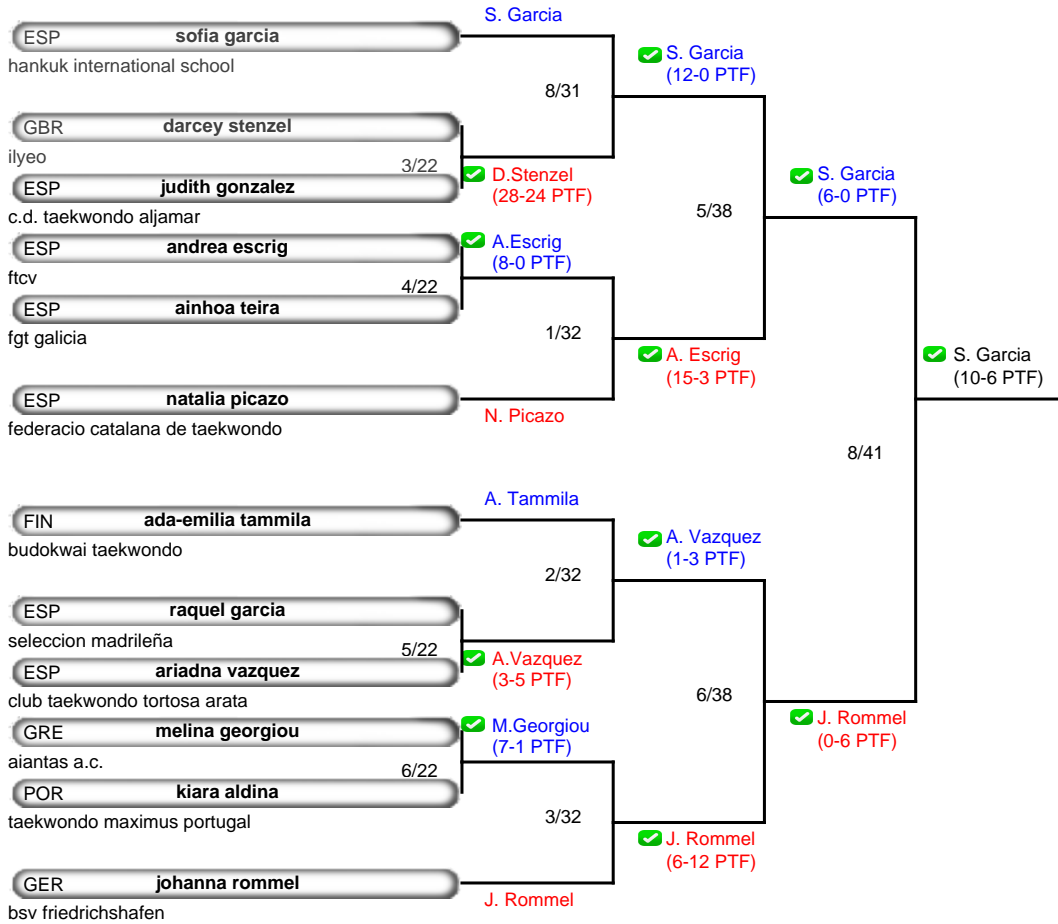 S. Garcia
ESP sofia garcia
hankuk international school
S. Garcia
(12-0 PTF)
8/31
GBR darcey stenzel
ilyeo
3/22
D.Stenzel
(28-24 PTF)
ESP judith gonzalez
c.d. taekwondo aljamar
S. Garcia
(6-0 PTF)
5/38
ESP andrea escrig
ftcv
A.Escrig
(8-0 PTF)
4/22
ESP ainhoa teira
fgt galicia
1/32
A. Escrig
(15-3 PTF)
S. Garcia
(10-6 PTF)
ESP natalia picazo
federacio catalana de taekwondo
N. Picazo
8/41
A. Tammila
FIN ada-emilia tammila
budokwai taekwondo
A. Vazquez
(1-3 PTF)
2/32
ESP raquel garcia
seleccion madrileña
5/22
A.Vazquez
(3-5 PTF)
ESP ariadna vazquez
club taekwondo tortosa arata
6/38
GRE melina georgiou
aiantas a.c.
M.Georgiou
(7-1 PTF)
J. Rommel
(0-6 PTF)
6/22
POR kiara aldina
taekwondo maximus portugal
3/32
J. Rommel
(6-12 PTF)
GER johanna rommel
bsv friedrichshafen
J. Rommel